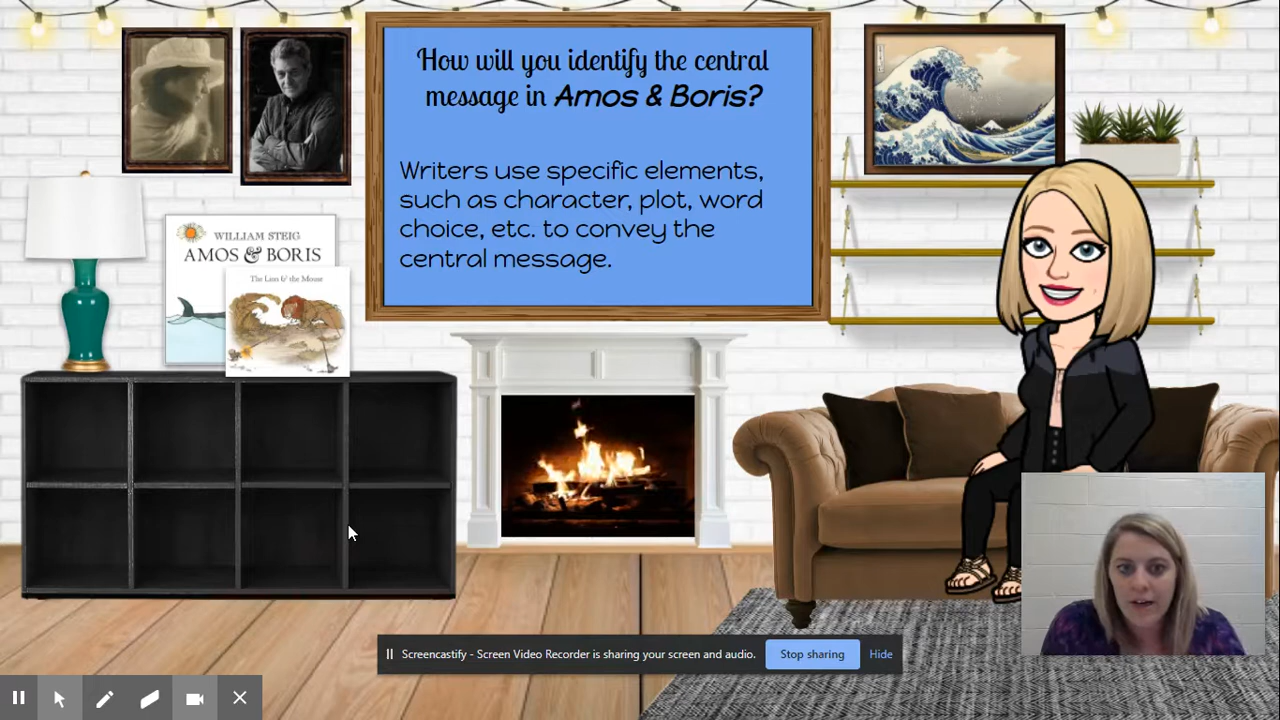 How will you identify the central
message in Amos & Boris?
Writers use specific elements,
such as character, plot, word
choice, etc. to convey the
central message.
WILLIAM STEIG
AMOS & BORIS
The Lion & the Mouse
Screencastify - Screen Video Recorder is sharing your screen and audio.
Stop sharing
Hide